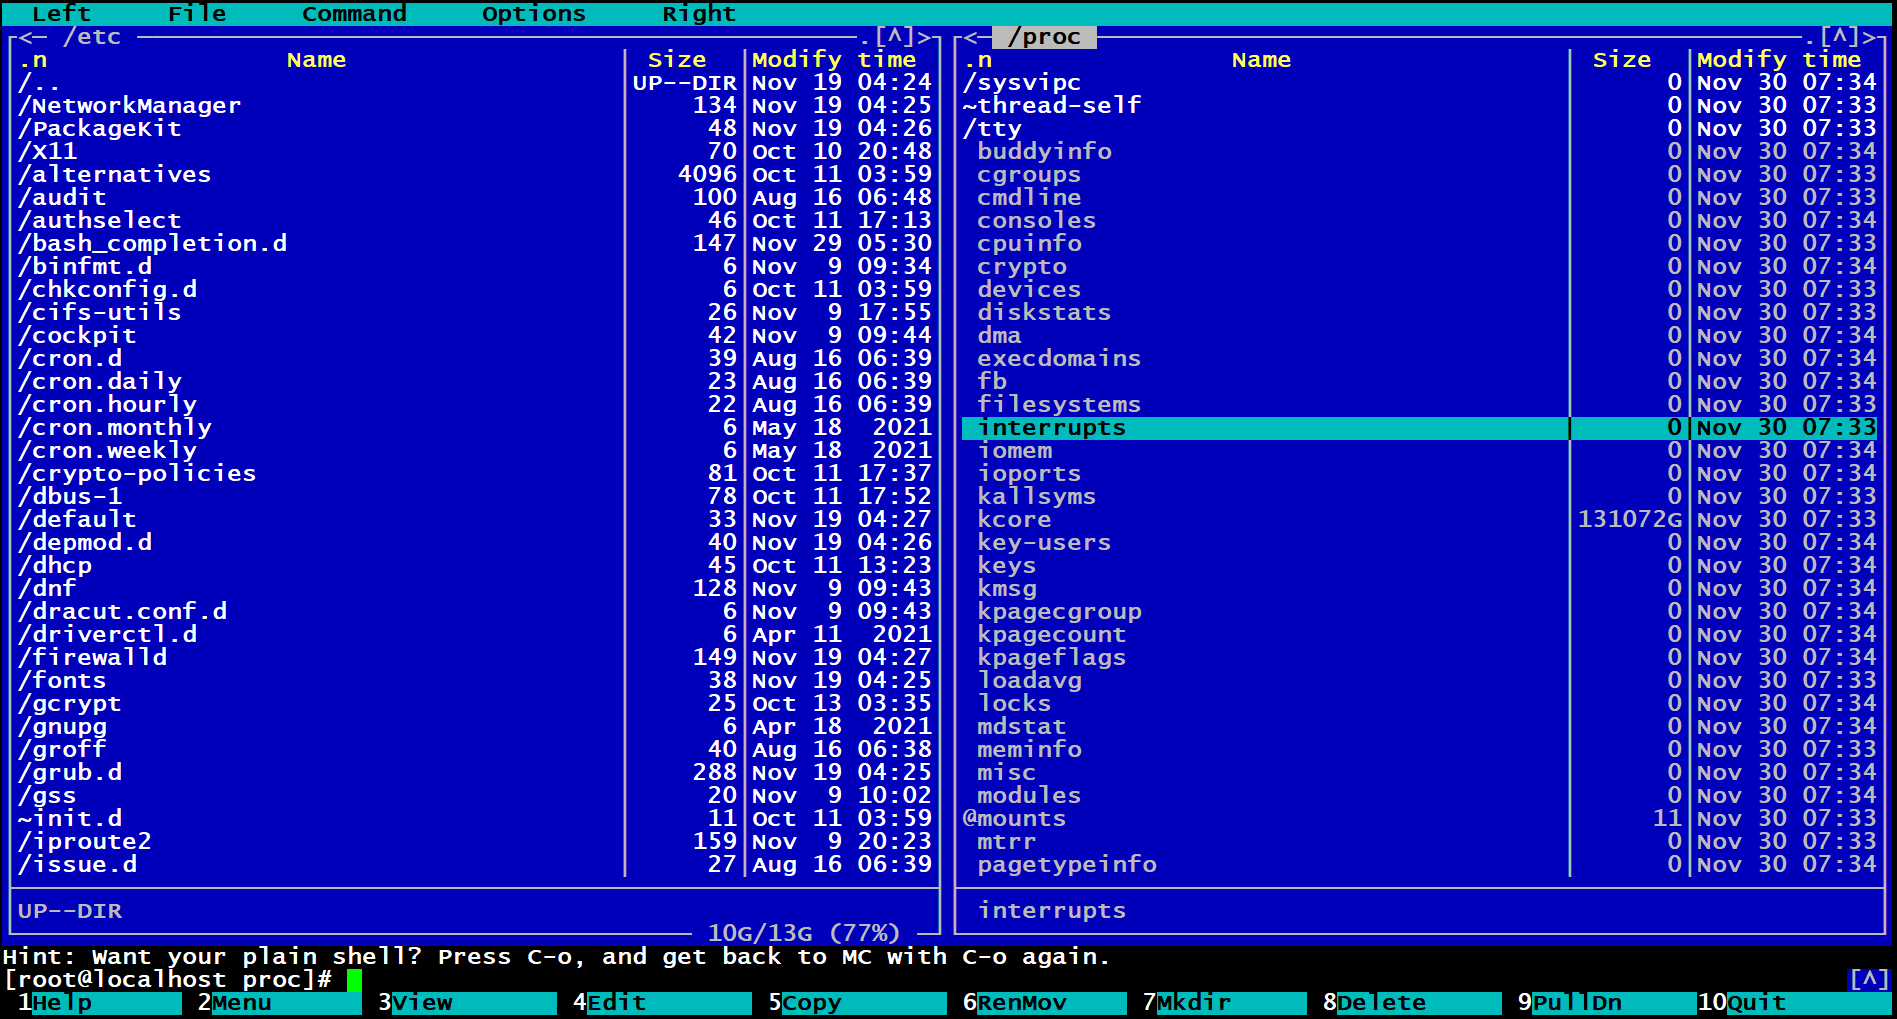 Left File Command Options Right
<─ /etc ─.[^]> <─ /proc ─.[^]>
.n Name Size Modify time .n Name Size Modify time
/.. UP--DIR Nov 19 04:24 /sysvipc 0 Nov 30 07:34
/NetworkManager 134 Nov 19 04:25 ~thread-self 0 Nov 30 07:33
/PackageKit 48 Nov 19 04:26 /tty 0 Nov 30 07:33
/X11 70 Oct 10 20:48 buddyinfo 0 Nov 30 07:34
/alternatives 4096 Oct 11 03:59 cgroups 0 Nov 30 07:33
/audit 100 Aug 16 06:48 cmdline 0 Nov 30 07:33
/authselect 46 Oct 11 17:13 consoles 0 Nov 30 07:34
/bash_completion.d 147 Nov 29 05:30 cpuinfo 0 Nov 30 07:33
/binfmt.d 6 Nov 9 09:34 crypto 0 Nov 30 07:34
/chkconfig.d 6 Oct 11 03:59 devices 0 Nov 30 07:33
/cifs-utils 26 Nov 9 17:55 diskstats 0 Nov 30 07:33
/cockpit 42 Nov 9 09:44 dma 0 Nov 30 07:34
/cron.d 39 Aug 16 06:39 execdomains 0 Nov 30 07:34
/cron.daily 23 Aug 16 06:39 fb 0 Nov 30 07:34
/cron.hourly 22 Aug 16 06:39 filesystems 0 Nov 30 07:33
/cron.monthly 6 May 18 2021 interrupts 0 Nov 30 07:33
/cron.weekly 6 May 18 2021 iomem 0 Nov 30 07:34
/crypto-policies 81 Oct 11 17:37 ioports 0 Nov 30 07:34
/dbus-1 78 Oct 11 17:52 kallsyms 0 Nov 30 07:33
/default 33 Nov 19 04:27 kcore 131072G Nov 30 07:33
/depmod.d 40 Nov 19 04:26 key-users 0 Nov 30 07:34
/dhcp 45 Oct 11 13:23 keys 0 Nov 30 07:34
/dnf 128 Nov 9 09:43 kmsg 0 Nov 30 07:34
/dracut.conf.d 6 Nov 9 09:43 kpagecgroup 0 Nov 30 07:34
/driverctl.d 6 Apr 11 2021 kpagecount 0 Nov 30 07:34
/firewalld 149 Nov 19 04:27 kpageflags 0 Nov 30 07:34
/fonts 38 Nov 19 04:25 loadavg 0 Nov 30 07:33
/gcrypt 25 Oct 13 03:35 locks 0 Nov 30 07:34
/gnupg 6 Apr 18 2021 mdstat 0 Nov 30 07:34
/groff 40 Aug 16 06:38 meminfo 0 Nov 30 07:33
/grub.d 288 Nov 19 04:25 misc 0 Nov 30 07:34
/gss 20 Nov 9 10:02 modules 0 Nov 30 07:34
~init.d 11 Oct 11 03:59 @mounts 11 Nov 30 07:33
/iproute2 159 Nov 9 20:23 mtrr 0 Nov 30 07:33
/issue.d 27 Aug 16 06:39 pagetypeinfo 0 Nov 30 07:34
UP--DIR interrupts
10G/13G (77%)
Hint: Want your plain shell? Press C-o, and get back to MC with C-o again.
[root@localhost proc]# [^]
1Help 2Menu 3View 4Edit 5Copy 6RenMov 7Mkdir 8Delete 9PullDn 10Quit